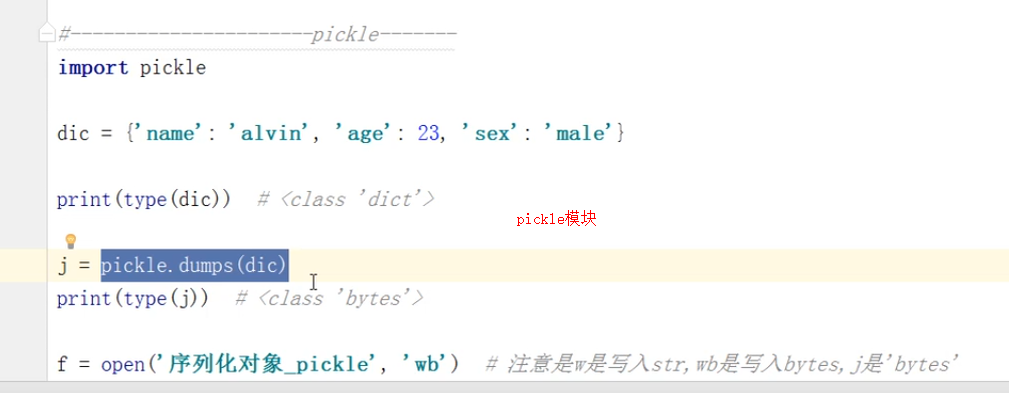 #----------------------pickle-------
import pickle
dic = {'name': 'alvin', 'age': 23, 'sex': 'male'}
print(type(dic))  # <class 'dict'>
pickle模块
j = pickle.dumps(dic)
print(type(j))  # <class 'bytes'>
f = open('序列化对象_pickle', 'wb')  # 注意是w是写入str,wb是写入bytes,j是'bytes'